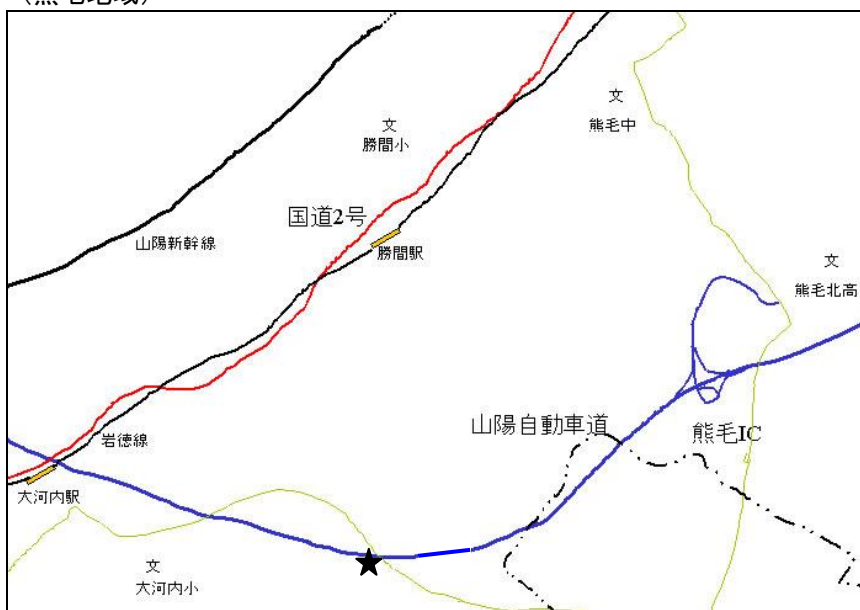 （熊毛地域）
文
熊毛中
文
勝間小
国道2号
山陽新幹線
勝間駅
文
熊毛北高
山陽自動車道
熊毛IC
岩徳線
大河内駅
文
大河内小